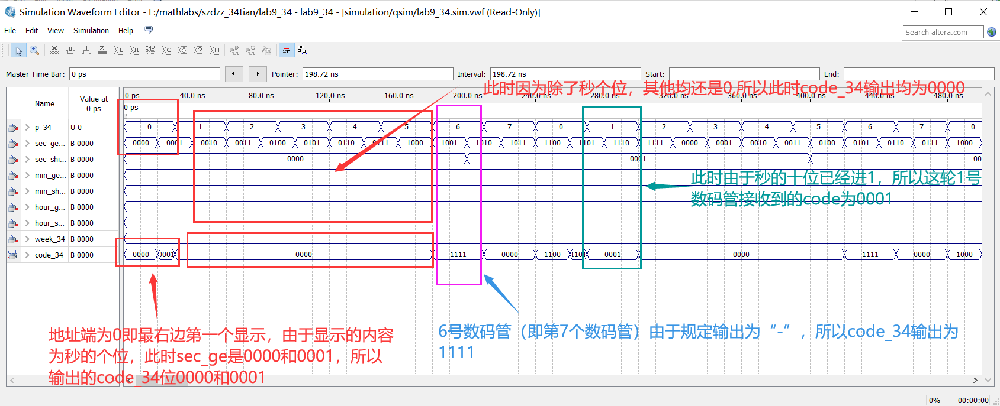 Simulation Waveform Editor - E:/mathlabs/szdzz_34tian/lab9_34 - lab9_34 - [simulation/qsim/lab9_34.sim.vwf (Read-Only)]
File Edit View Simulation Help
Search altera.com
Master Time Bar: 0 ps Pointer: 198.72 ns Interval: 198.72 ns Start: End:
此时因为除了秒个位，其他均还是0,所以此时code_34输出均为0000
Name Value at 0 ps
0 ps 40.0 ns 80.0 ns 120.0 ns 160.0 ns 200.0 ns 240.0 ns 280.0 ns 320.0 ns 360.0 ns 400.0 ns 440.0 ns 480.0 ns
0 ps
p_34 U 0 0 1 2 3 4 5 6 7 0 1 2 3 4 5 6 7 0
sec_ge... B 0000 0000 0001 0010 0011 0100 0101 0110 0111 1000 1001 1010 1011 1100 1101 1110 1111 0000 0001 0010 0011 0100 0101 0110 0111 1000
sec_shi... B 0000 0000 0001 00
min_ge... B 0000
min_sh... B 0000
hour_g... B 0000
hour_s... B 0000
week_34 B 0000
code_34 B 0000 0000 0001 0000 1111 0000 1100 1101 0001 0000 1111 0000 1000
此时由于秒的十位已经进1，所以这轮1号
数码管接收到的code为0001
地址端为0即最右边第一个显示，由于显示的内容
为秒的个位，此时sec_ge是0000和0001，所以
输出的code_34位0000和0001
6号数码管（即第7个数码管）由于规定输出为“-”，所以code_34输出为
1111
0% 00:00:00